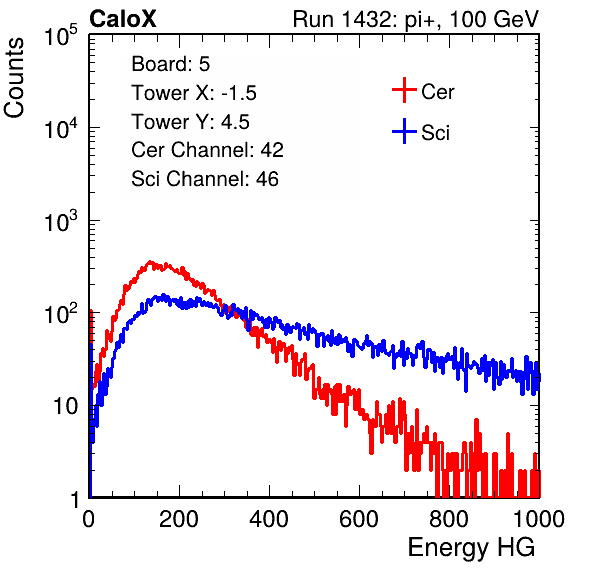 CaloX Run 1432: pi+, 100 GeV
Counts
Board: 5
Tower X: -1.5
Tower Y: 4.5
Cer Channel: 42
Sci Channel: 46
Cer
Sci
10^5
10^4
10^3
10^2
10
1
0 200 400 600 800 1000
Energy HG